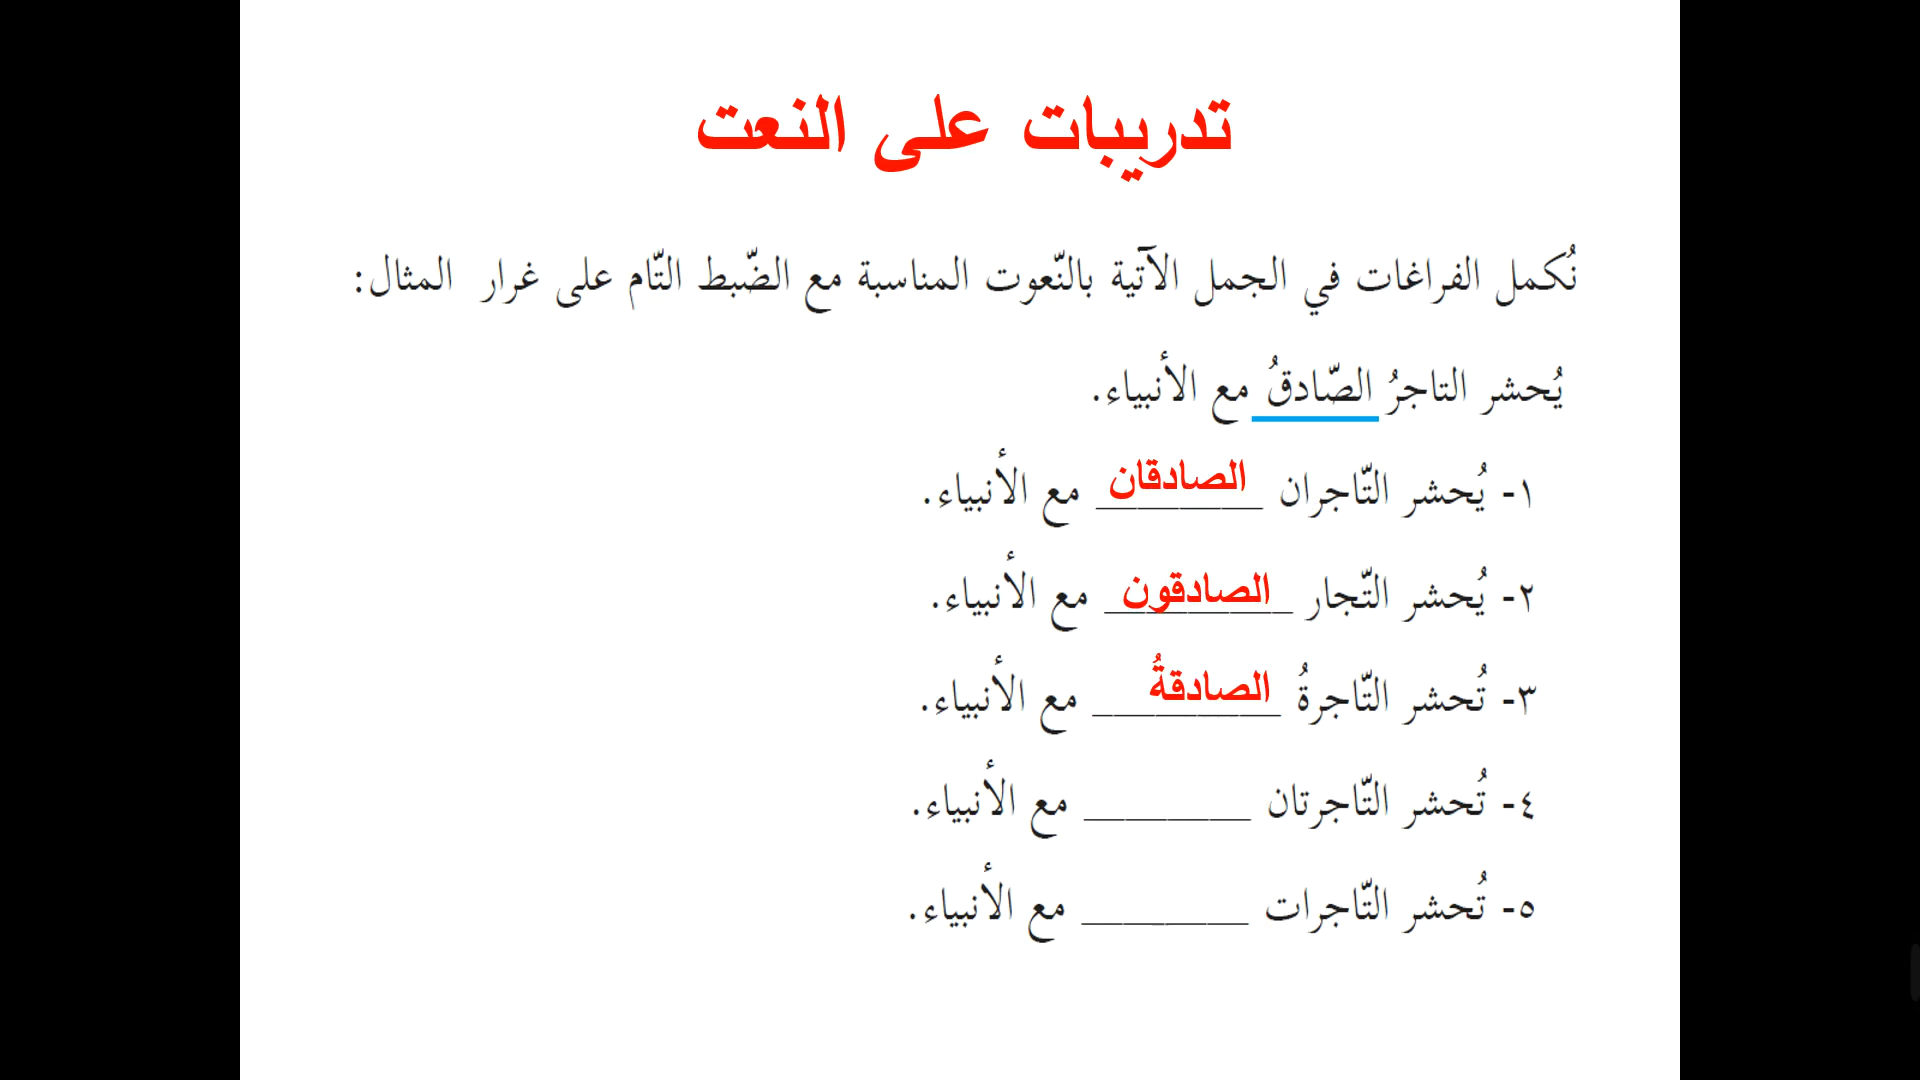 تدريبات على النعت
نُكمل الفراغات في الجمل الآتية بالنّعوت المناسبة مع الضّبط التّام على غرار المثال:
يُحشر التاجرُ الصّادقُ مع الأنبياء.
١- يُحشر التّاجران الصادقان مع الأنبياء.
٢- يُحشر التّجار الصادقون مع الأنبياء.
٣- تُحشر التّاجرةُ الصادقةُ مع الأنبياء.
٤- تُحشر التّاجرتان ________ مع الأنبياء.
٥- تُحشر التّاجرات ________ مع الأنبياء.